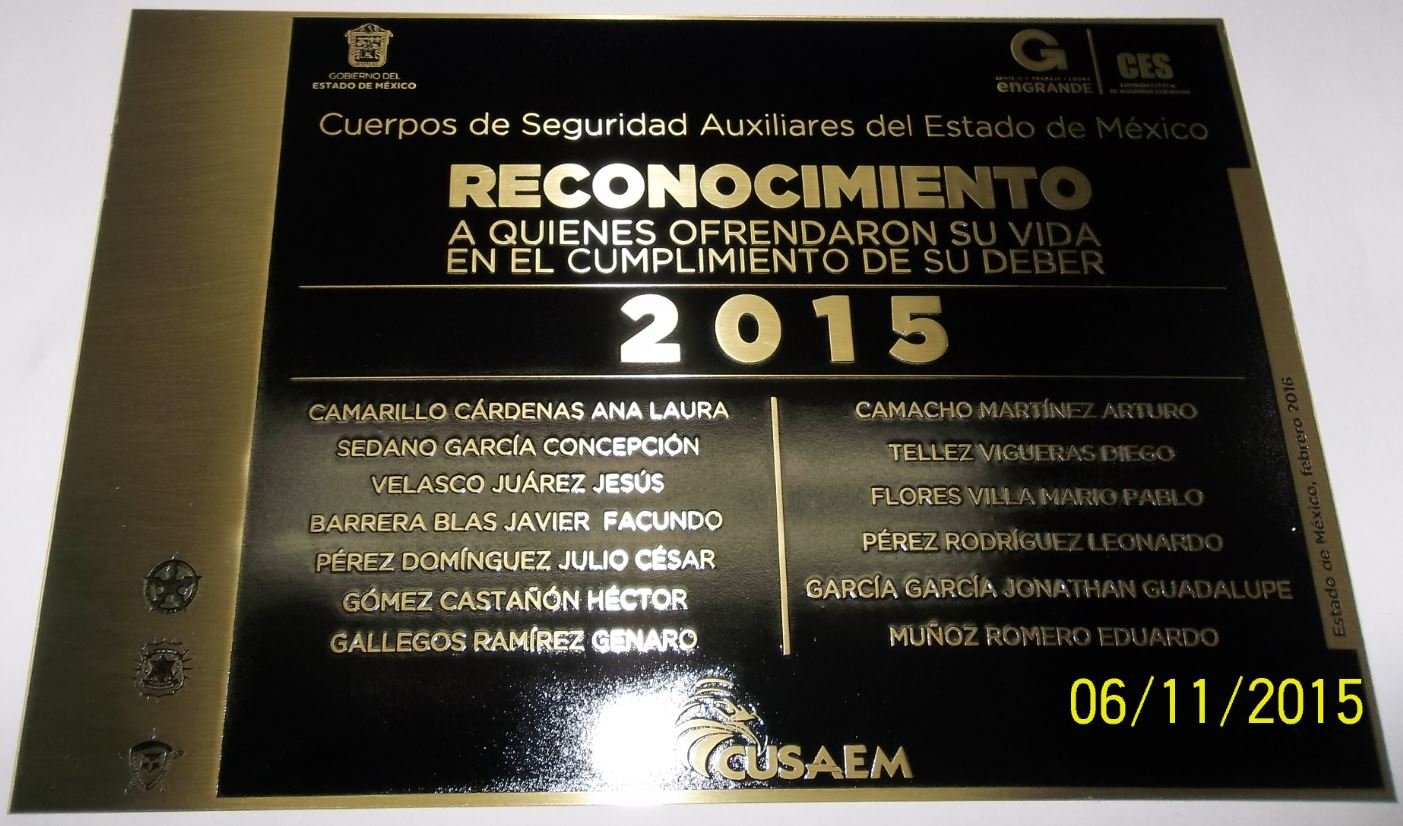 GOBIERNO DEL
ESTADO DE MÉXICO
enGRANDE
CES
Cuerpos de Seguridad Auxiliares del Estado de México
RECONOCIMIENTO
A QUIENES OFRENDARON SU VIDA
EN EL CUMPLIMIENTO DE SU DEBER
2015
CAMARILLO CÁRDENAS ANA LAURA
SEDANO GARCÍA CONCEPCIÓN
VELASCO JUÁREZ JESÚS
BARRERA BLAS JAVIER FACUNDO
PÉREZ DOMÍNGUEZ JULIO CÉSAR
GÓMEZ CASTAÑÓN HÉCTOR
GALLEGOS RAMÍREZ GENARO
CAMACHO MARTÍNEZ ARTURO
TELLEZ VIGUERAS DIEGO
FLORES VILLA MARIO PABLO
PÉREZ RODRÍGUEZ LEONARDO
GARCÍA GARCÍA JONATHAN GUADALUPE
MUÑOZ ROMERO EDUARDO
Estado de México, febrero 2016
CUSAEM
06/11/2015